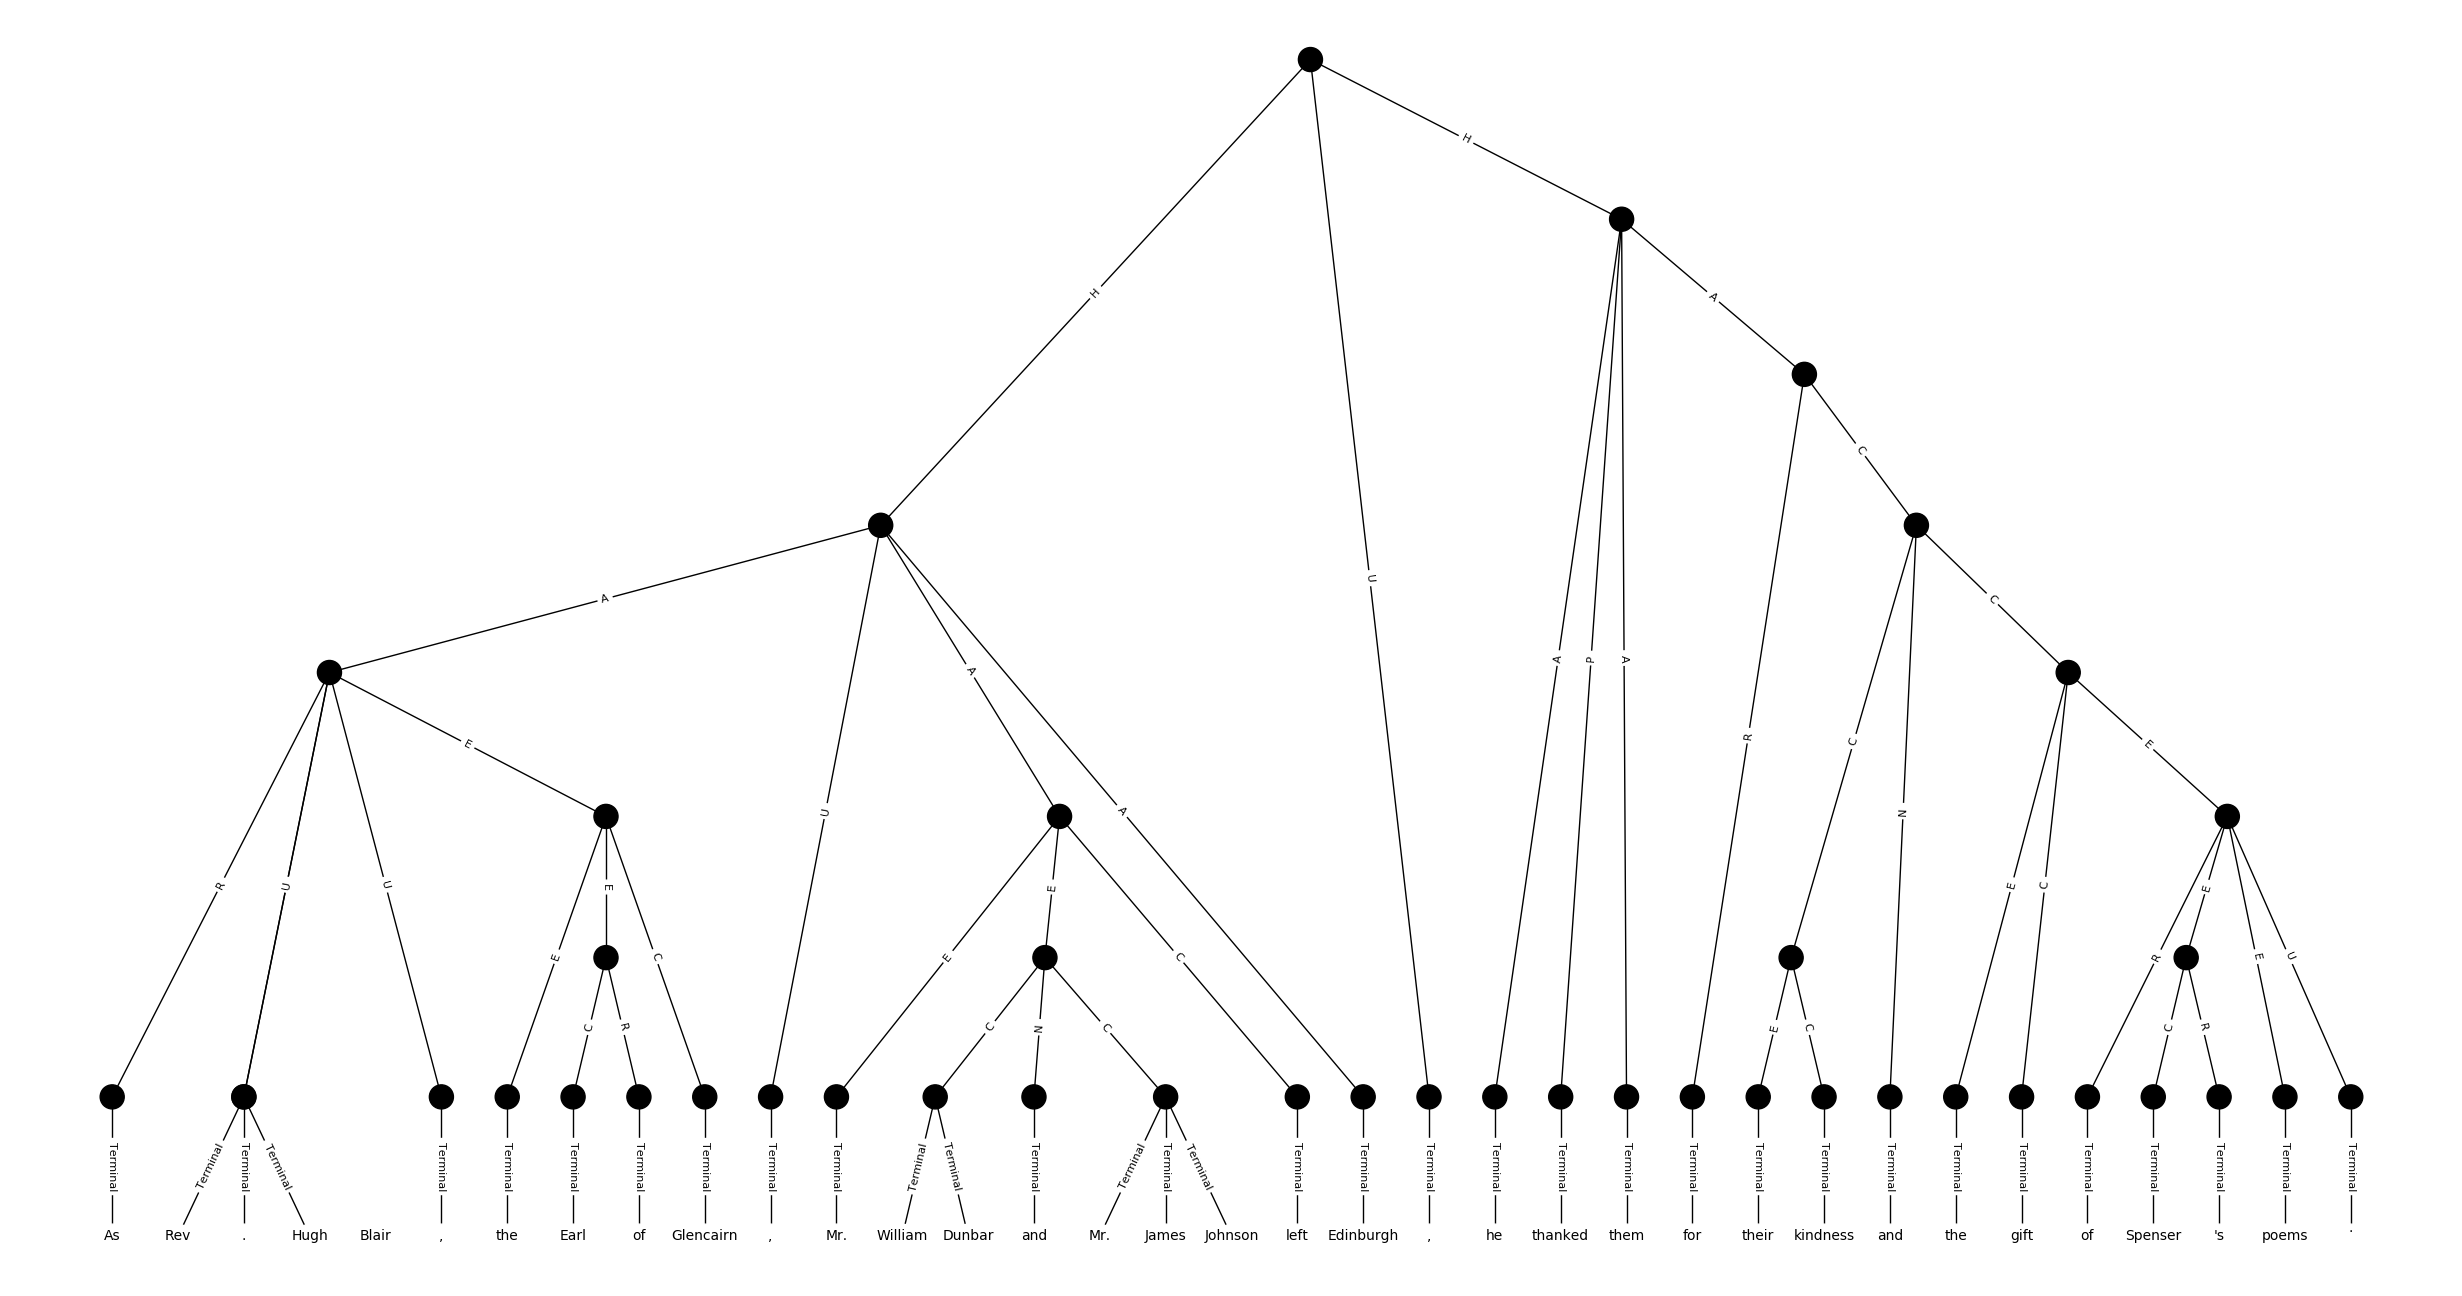 H
H
A
C
H
U
A
A
P
A
C
A
R
C
N
C
E
U
A
E
U
A
R
U
U
E
E
C
E
E
C
E
C
R
E
E
U
E
C
R
C
N
C
E
C
C
R
Terminal Terminal Terminal Terminal Terminal Terminal Terminal Terminal Terminal Terminal Terminal Terminal Terminal Terminal Terminal Terminal Terminal Terminal Terminal Terminal Terminal Terminal Terminal Terminal Terminal Terminal Terminal Terminal Terminal Terminal Terminal Terminal Terminal Terminal
As Rev . Hugh Blair , the Earl of Glencairn , Mr. William Dunbar and Mr. James Johnson left Edinburgh , he thanked them for their kindness and the gift of Spenser 's poems .